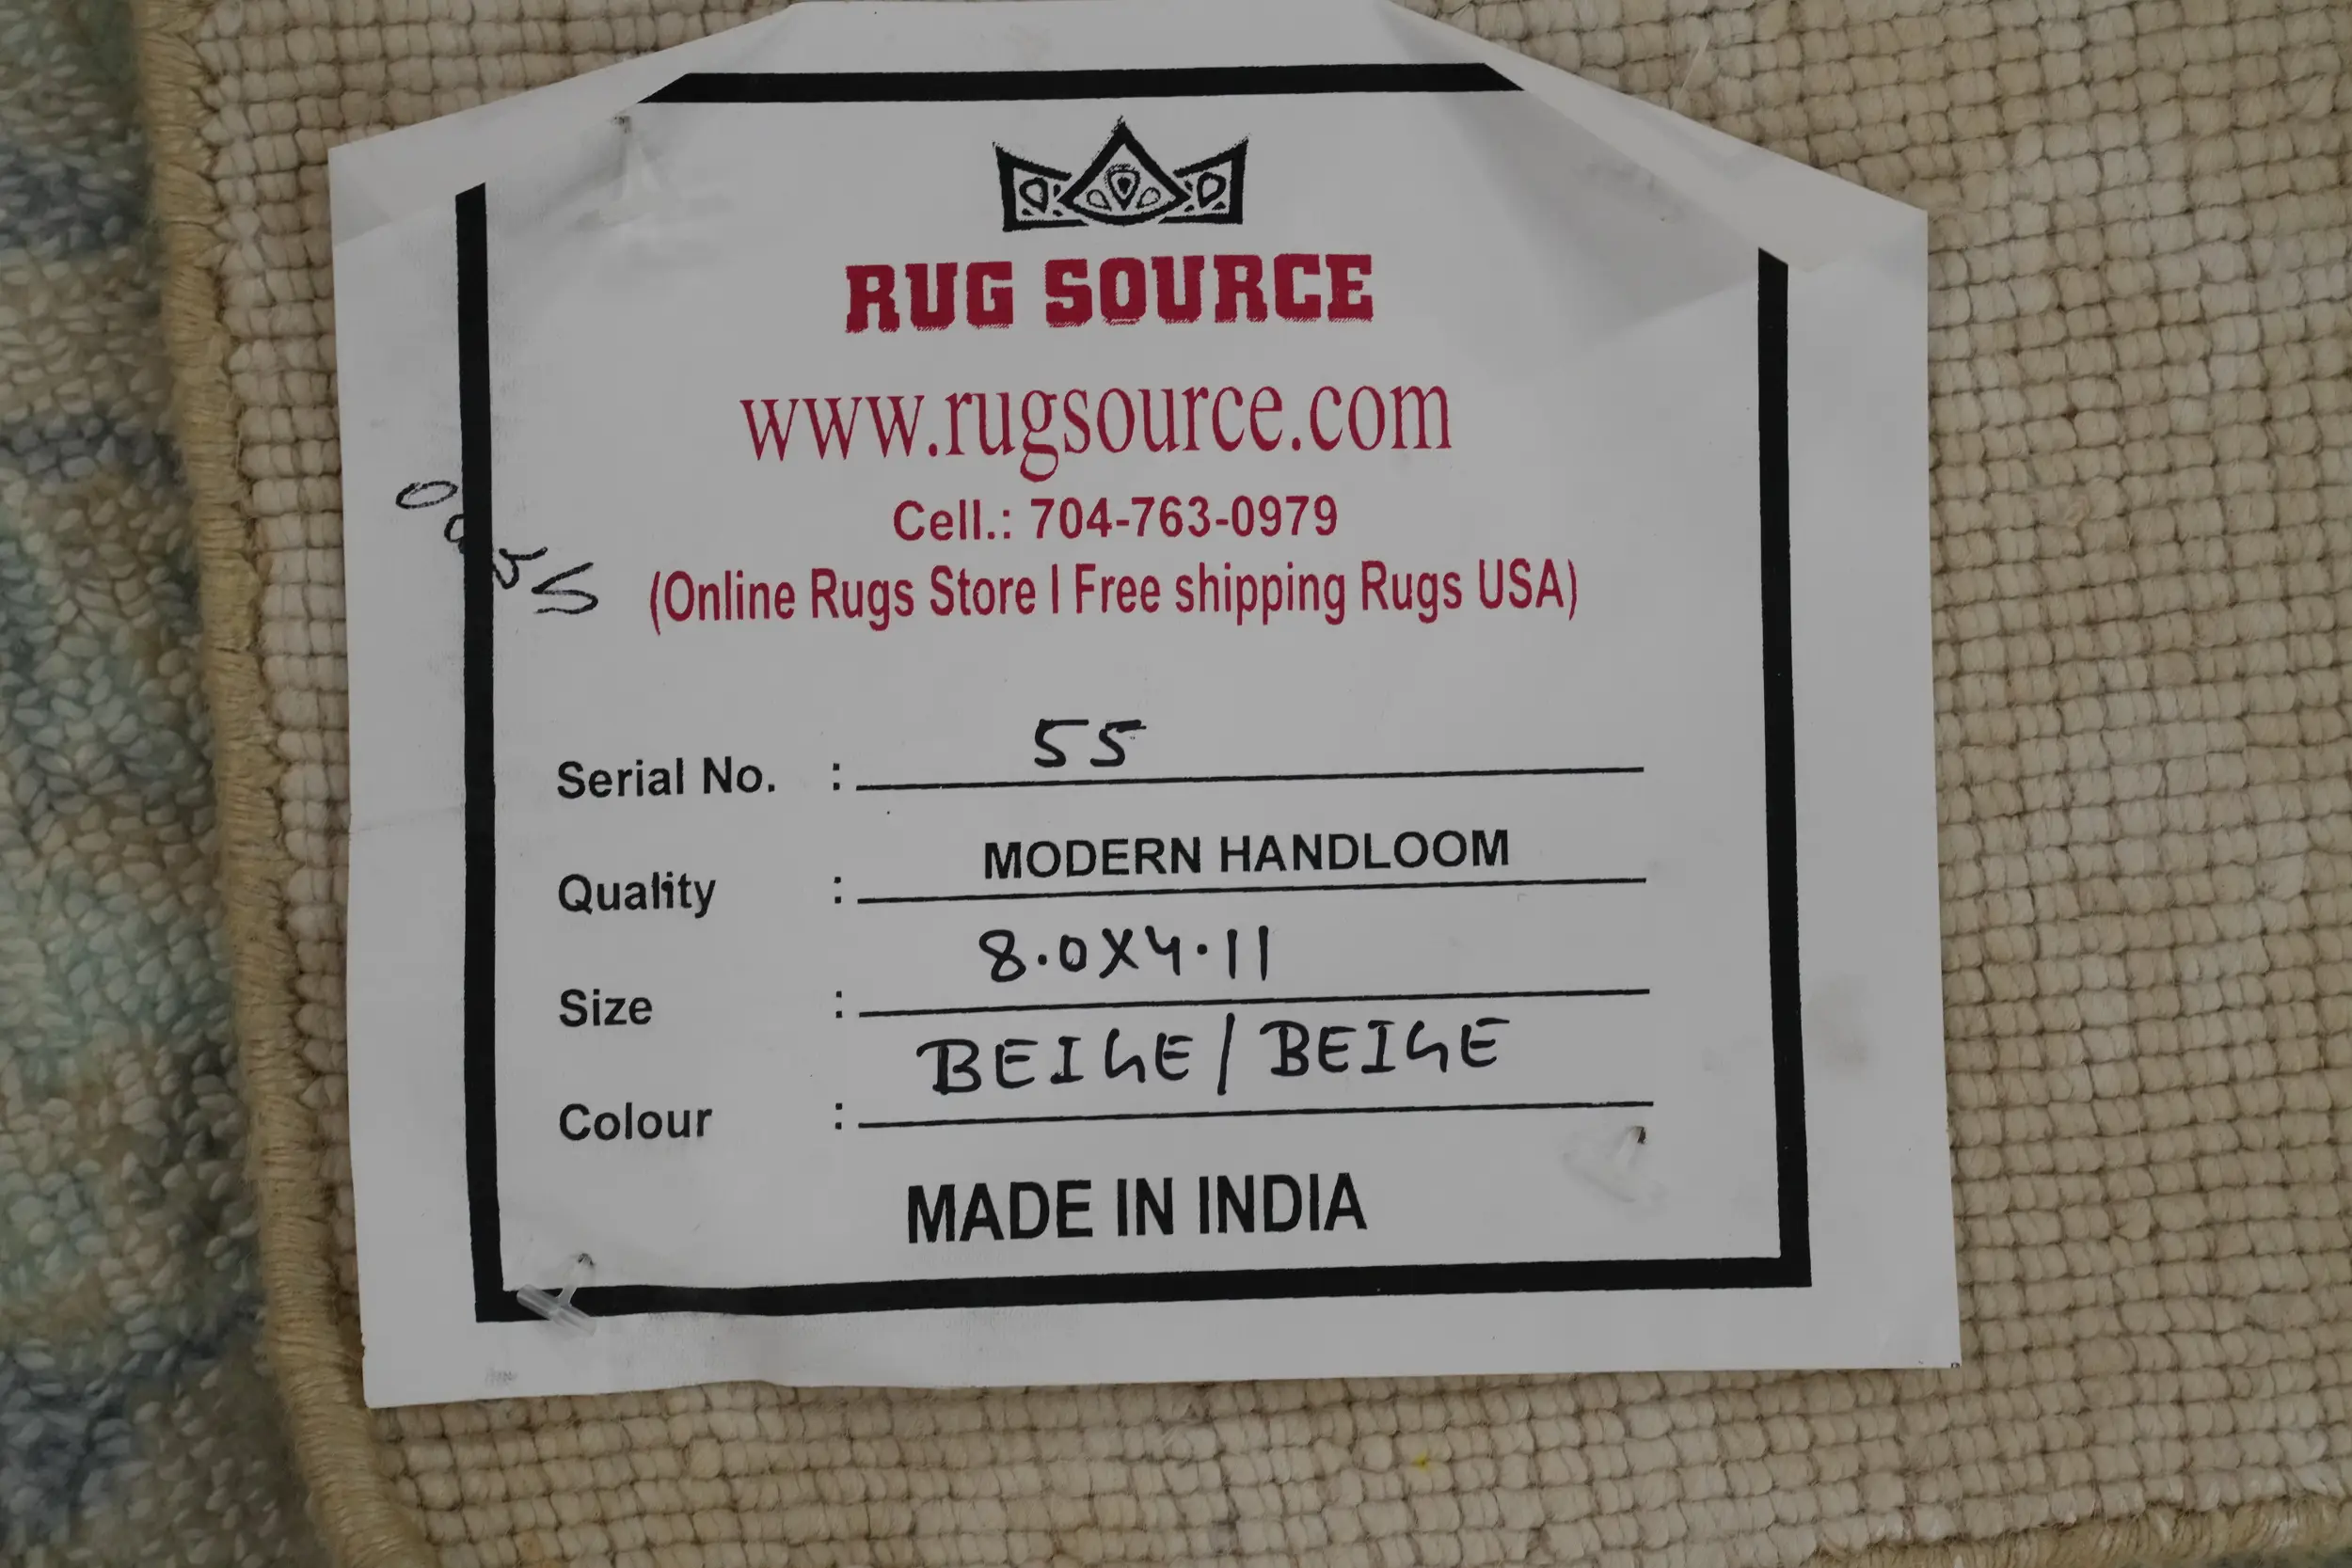 RUG SOURCE
www.rugsource.com
Cell.: 704-763-0979
(Online Rugs Store I Free shipping Rugs USA)
Serial No. : 55
Quality : MODERN HANDLOOM
Size : 8.0X4.11
Colour : BEIGE/BEIGE
MADE IN INDIA